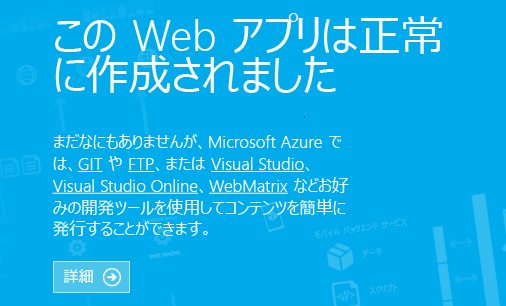 この Web アプリは正常
に作成されました
まだなにもありませんが、Microsoft Azure で
は、GIT や FTP、または Visual Studio、
Visual Studio Online、WebMatrix などお好
みの開発ツールを使用してコンテンツを簡単に
発行することができます。
モバイル バックエンド サービス
データ
詳細
スクリプト